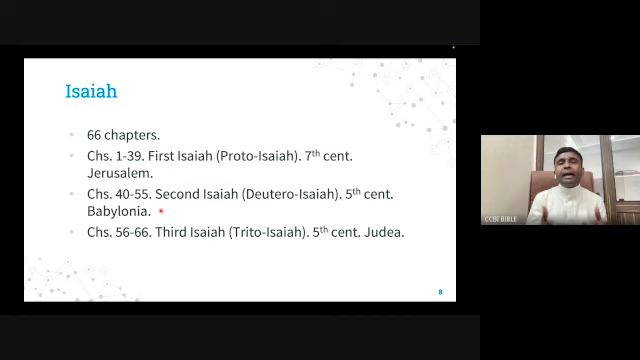 Isaiah
66 chapters.
Chs. 1-39. First Isaiah (Proto-Isaiah). 7th cent.
Jerusalem.
Chs. 40-55. Second Isaiah (Deutero-Isaiah). 5th cent.
Babylonia.
Chs. 56-66. Third Isaiah (Trito-Isaiah). 5th cent. Judea.
8
CCBI BIBLE